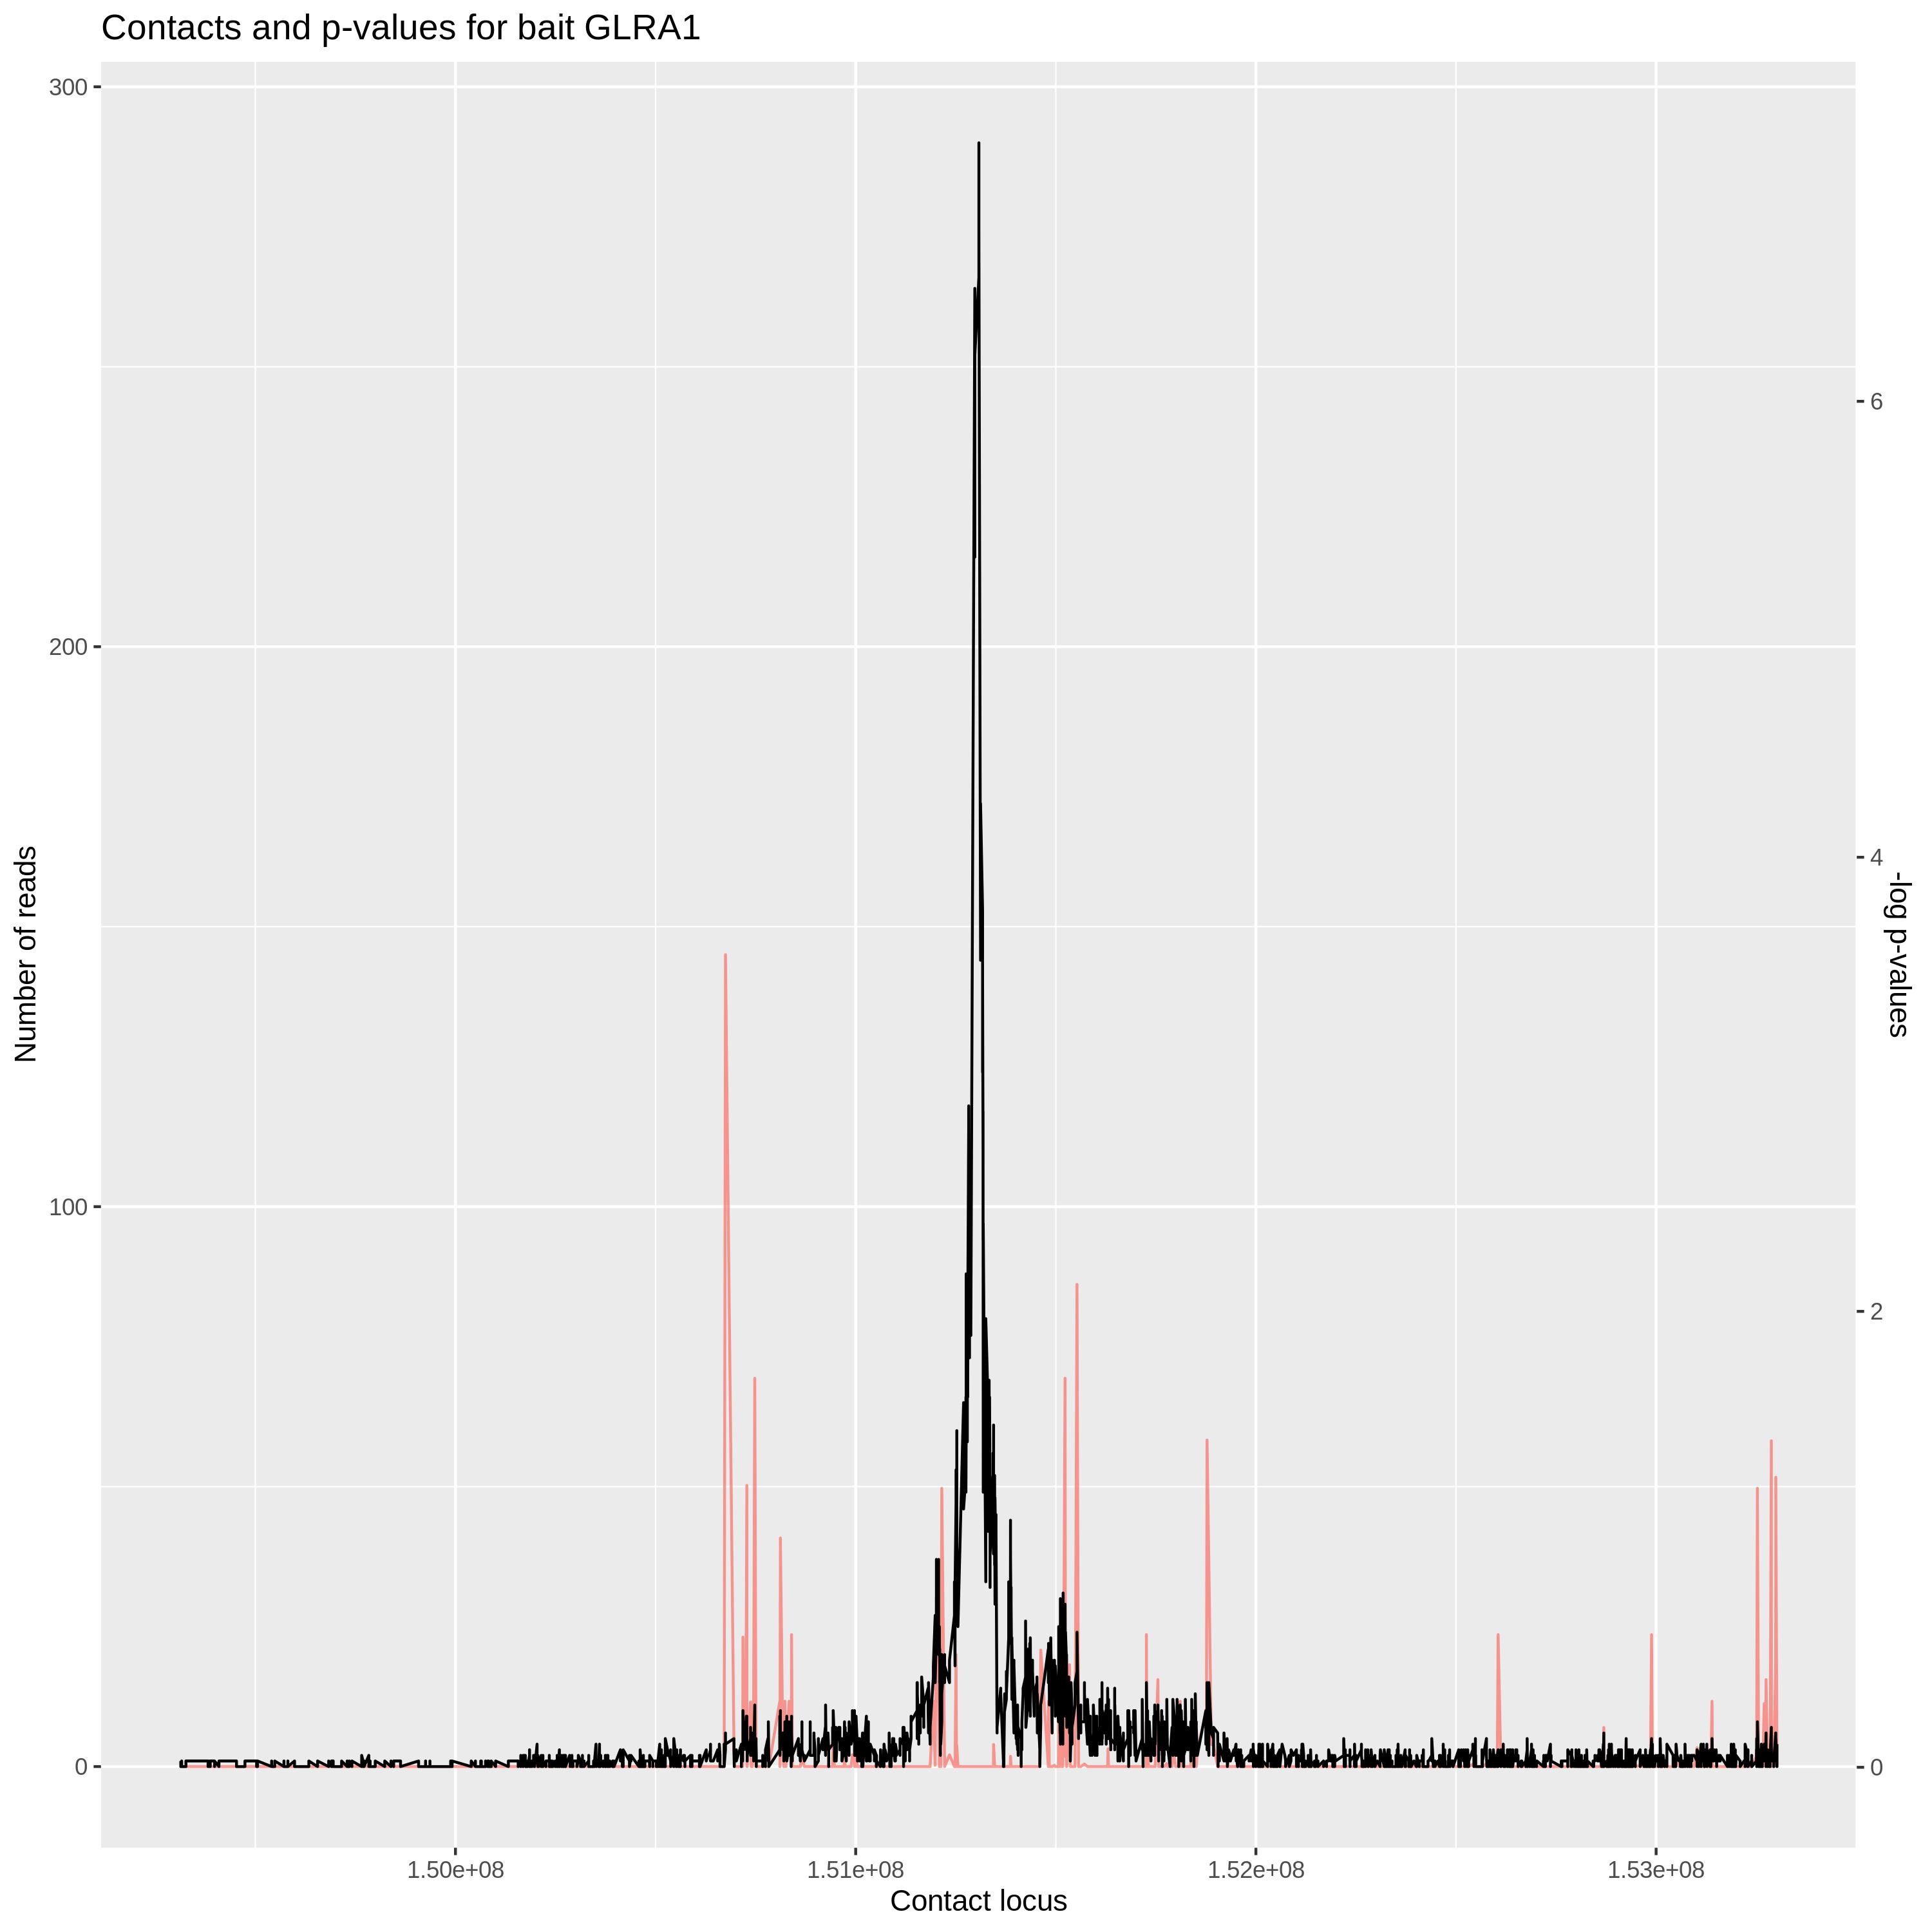 Contacts and p-values for bait GLRA1
300
200
100
0
Number of reads
6
4
2
0
-log p-values
1.50e+08
1.51e+08
1.52e+08
1.53e+08
Contact locus